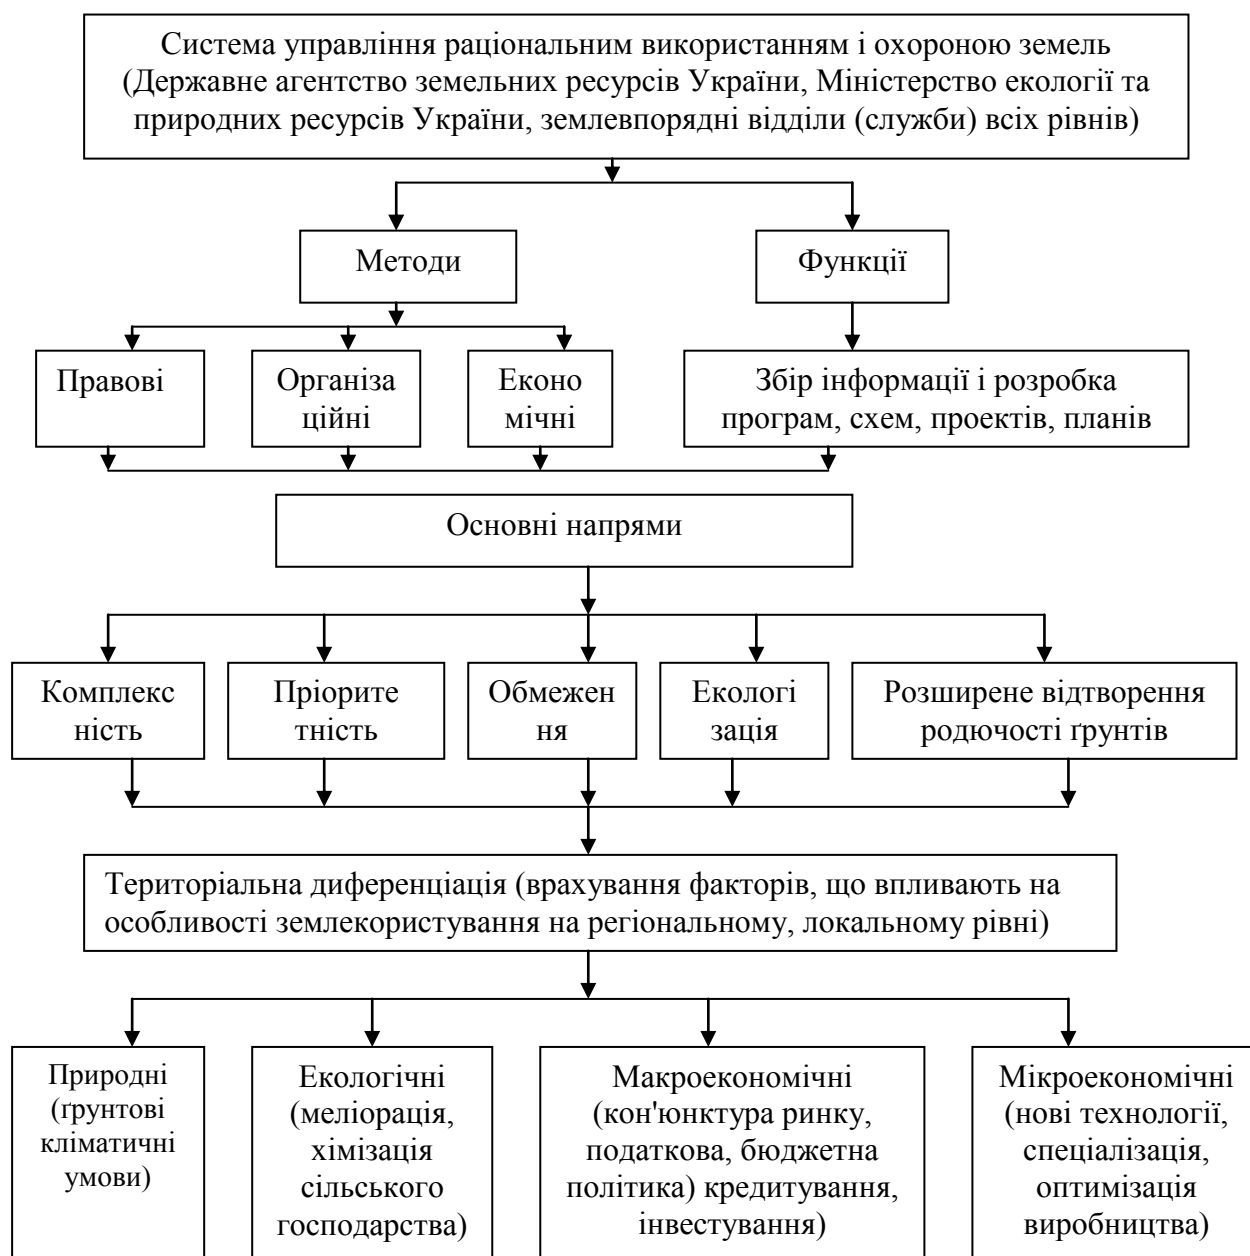 Система управління раціональним використанням і охороною земель
(Державне агентство земельних ресурсів України, Міністерство екології та
природних ресурсів України, землевпорядні відділи (служби) всіх рівнів)
Методи
Функції
Правові
Організа
ційні
Еконо
мічні
Збір інформації і розробка
програм, схем, проектів, планів
Основні напрями
Комплекс
ність
Пріорите
тність
Обмежен
ня
Екологі
зація
Розширене відтворення
родючості ґрунтів
Територіальна диференціація (врахування факторів, що впливають на
особливості землекористування на регіональному, локальному рівні)
Природні
(ґрунтові
кліматичні
умови)
Екологічні
(меліорація,
хімізація
сільського
господарства)
Макроекономічні
(кон'юнктура ринку,
податкова, бюджетна
політика) кредитування,
інвестування)
Мікроекономічні
(нові технології,
спеціалізація,
оптимізація
виробництва)